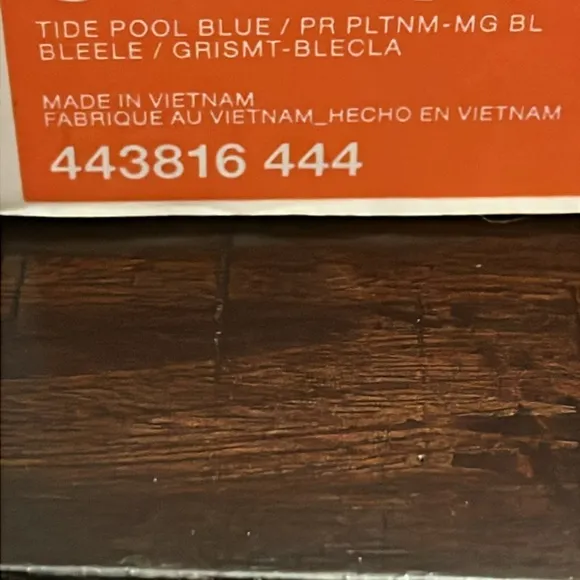 TIDE POOL BLUE / PR PLTNM-MG BL
BLEELE / GRISMT-BLECLA
MADE IN VIETNAM
FABRIQUE AU VIETNAM_HECHO EN VIETNAM
443816 444